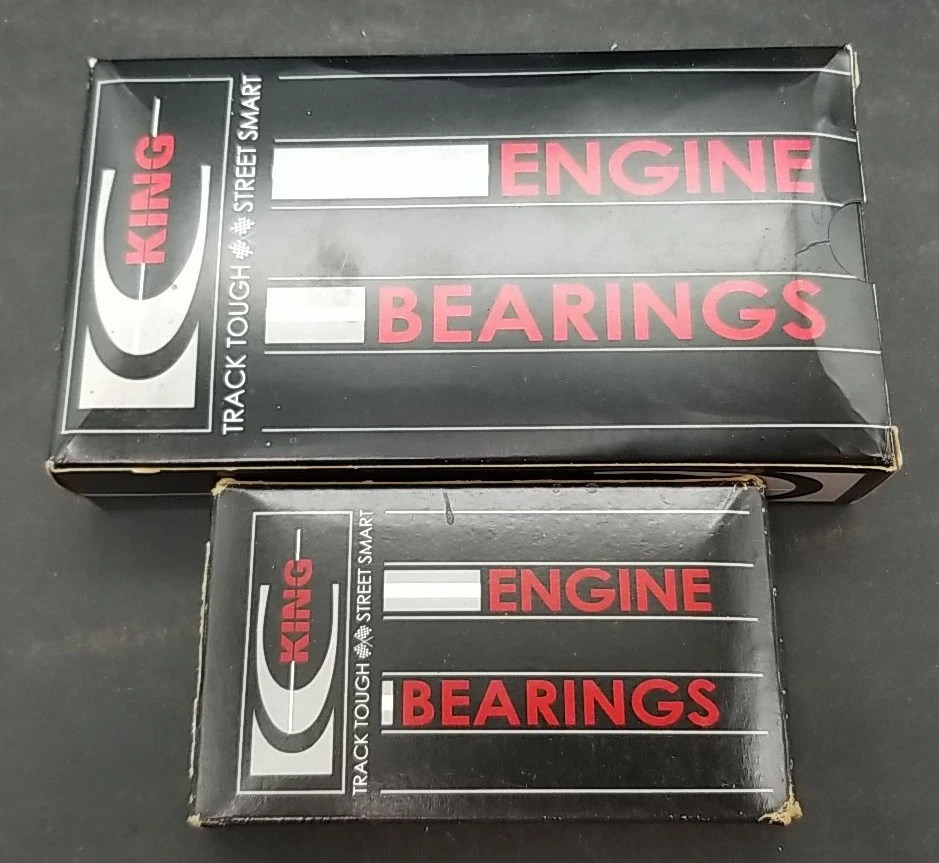 KING
TRACK TOUGH STREET SMART
ENGINE
BEARINGS
KING
TRACK TOUGH STREET SMART
ENGINE
BEARINGS